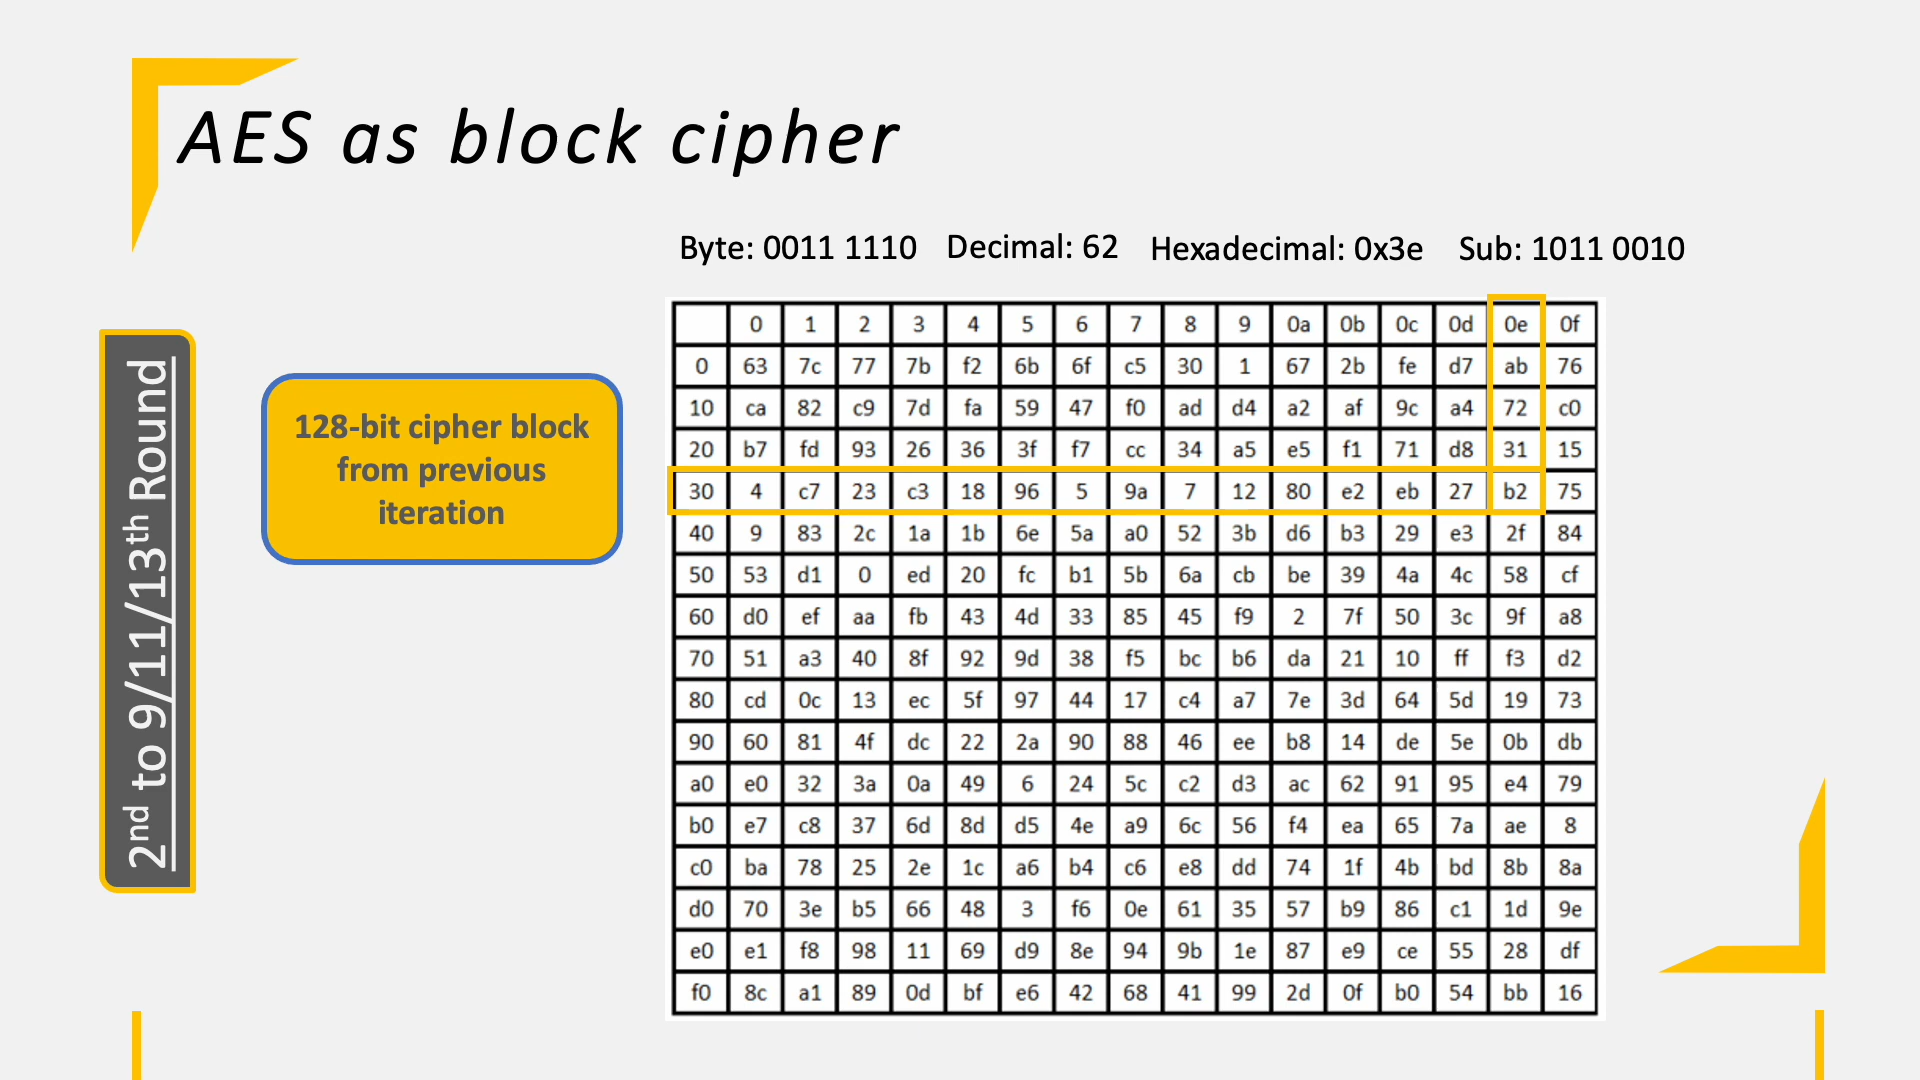 AES as block cipher
Byte: 0011 1110 Decimal: 62 Hexadecimal: 0x3e Sub: 1011 0010
2nd to 9/11/13th Round
128-bit cipher block
from previous
iteration
0 1 2 3 4 5 6 7 8 9 0a 0b 0c 0d 0e 0f
0 63 7c 77 7b f2 6b 6f c5 30 1 67 2b fe d7 ab 76
10 ca 82 c9 7d fa 59 47 f0 ad d4 a2 af 9c a4 72 c0
20 b7 fd 93 26 36 3f f7 cc 34 a5 e5 f1 71 d8 31 15
30 4 c7 23 c3 18 96 5 9a 7 12 80 e2 eb 27 b2 75
40 9 83 2c 1a 1b 6e 5a a0 52 3b d6 b3 29 e3 2f 84
50 53 d1 0 ed 20 fc b1 5b 6a cb be 39 4a 4c 58 cf
60 d0 ef aa fb 43 4d 33 85 45 f9 2 7f 50 3c 9f a8
70 51 a3 40 8f 92 9d 38 f5 bc b6 da 21 10 ff f3 d2
80 cd 0c 13 ec 5f 97 44 17 c4 a7 7e 3d 64 5d 19 73
90 60 81 4f dc 22 2a 90 88 46 ee b8 14 de 5e 0b db
a0 e0 32 3a 0a 49 6 24 5c c2 d3 ac 62 91 95 e4 79
b0 e7 c8 37 6d 8d d5 4e a9 6c 56 f4 ea 65 7a ae 8
c0 ba 78 25 2e 1c a6 b4 c6 e8 dd 74 1f 4b bd 8b 8a
d0 70 3e b5 66 48 3 f6 0e 61 35 57 b9 86 c1 1d 9e
e0 e1 f8 98 11 69 d9 8e 94 9b 1e 87 e9 ce 55 28 df
f0 8c a1 89 0d bf e6 42 68 41 99 2d 0f b0 54 bb 16